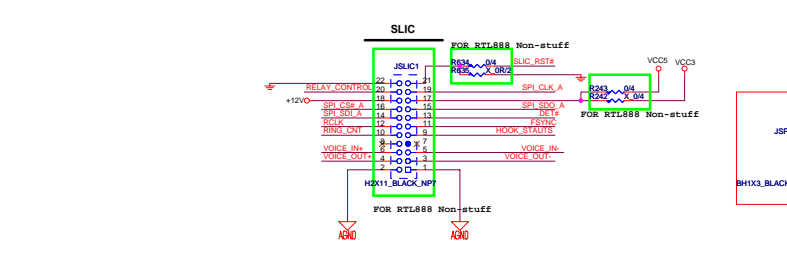 SLIC
FOR RTL888 Non-stuff
JSLIC1
R634 0/4 SLIC_RST#
R635 X_0R/2
VCC5 VCC3
22 21
RELAY_CONTROL 20 19 SPI_CLK_A
R243 0/4
+12V 18 17
R242 X_0/4
SPI_CS#_A 16 15 SPI_SDO_A
FOR RTL888 Non-stuff
SPI_SDI_A 14 13 DET#
RCLK 12 11 FSYNC
RING_CNT 10 9 HOOK_STAUTS
8 7
VOICE_IN+ 6 5 VOICE_IN-
VOICE_OUT+ 4 3 VOICE_OUT-
2 1
H2X11_BLACK_NP7
FOR RTL888 Non-stuff
AGND AGND
JSP
BH1X3_BLACK